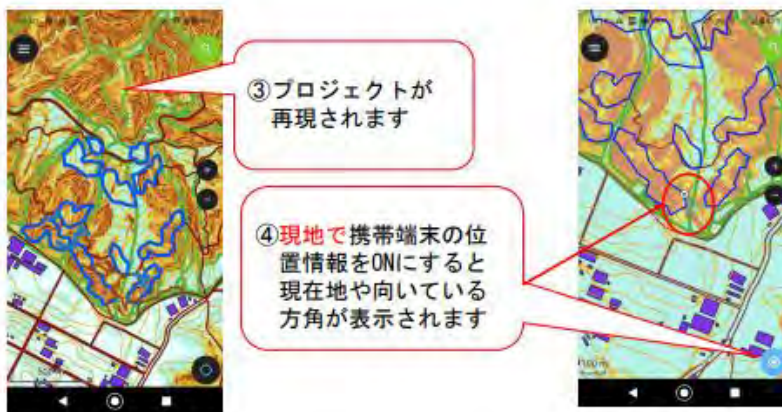 ③プロジェクトが
再現されます
④現地で携帯端末の位
置情報をONにすると
現在地や向いている
方角が表示されます